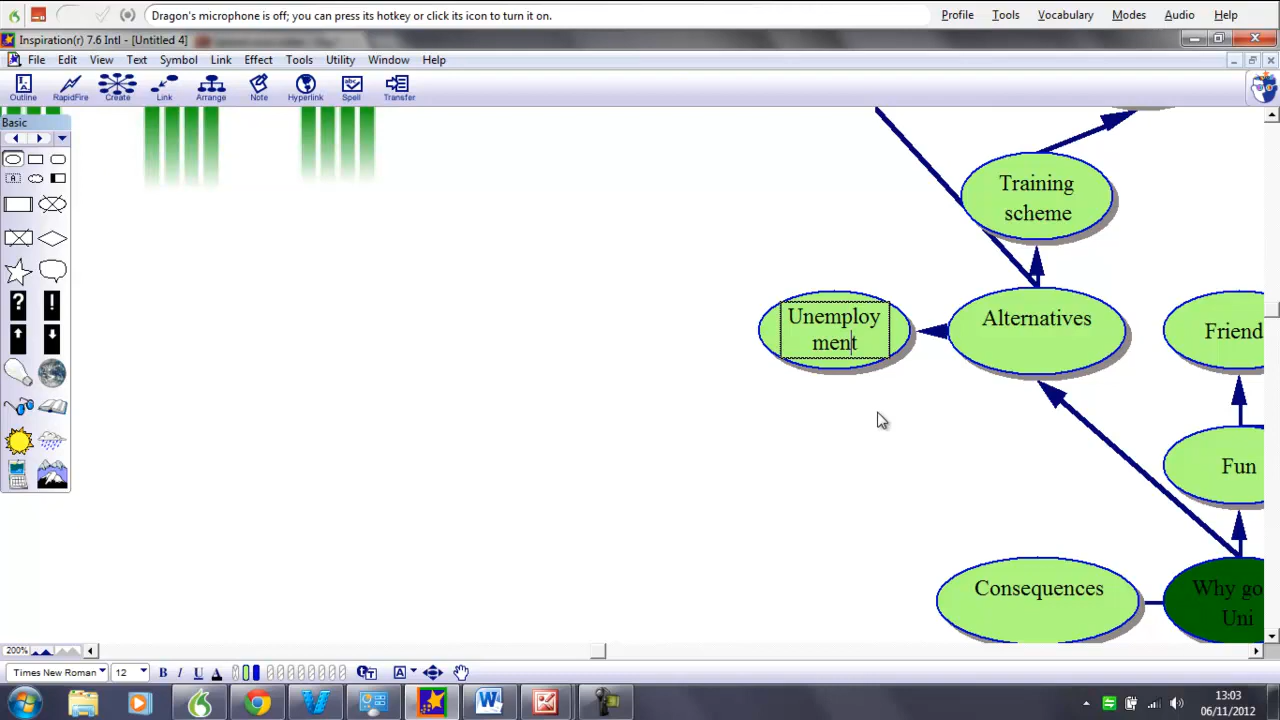 Dragon's microphone is off; you can press its hotkey or click its icon to turn it on.
Profile Tools Vocabulary Modes Audio Help
Inspiration(r) 7.6 Intl - [Untitled 4]
File Edit View Text Symbol Link Effect Tools Utility Window Help
Outline RapidFire Create Link Arrange Note Hyperlink Spell Transfer
Basic
Training
scheme
Unemploy
ment
Alternatives
Friend
Fun
Consequences
Why go
Uni
200%
Times New Roman 12 B I U A A
13:03
06/11/2012